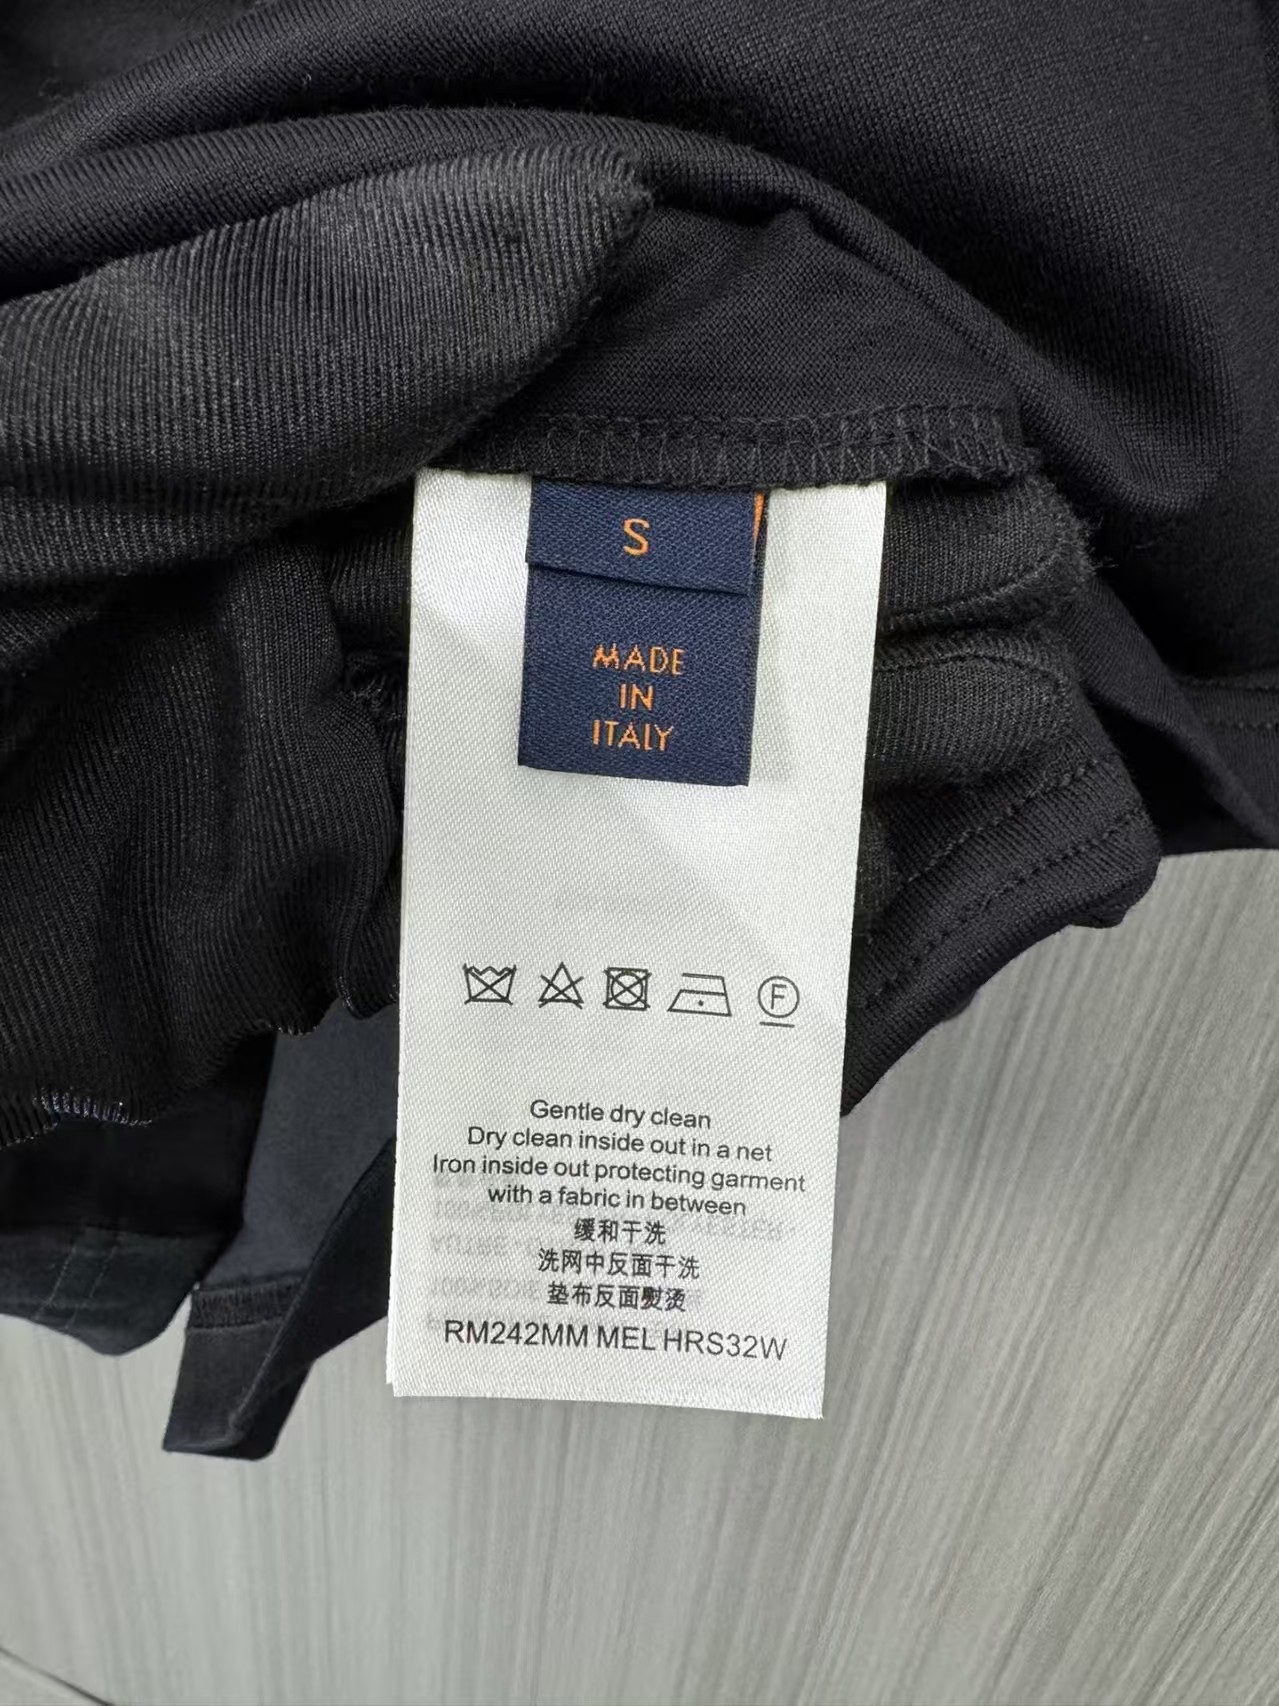 S
MADE
IN
ITALY
F
Gentle dry clean
Dry clean inside out in a net
Iron inside out protecting garment
with a fabric in between
缓和干洗
洗网中反面干洗
垫布反面熨烫
RM242MM MEL HRS32W